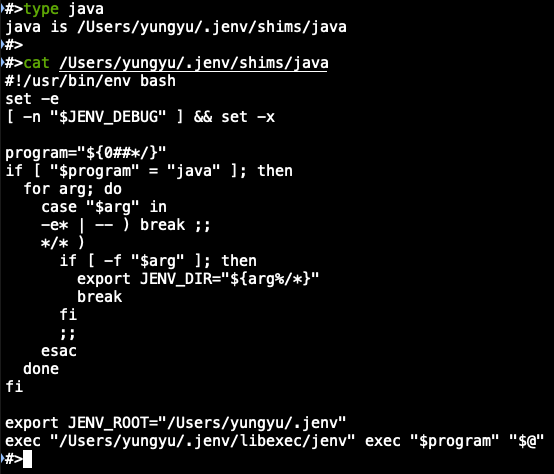 #>type java
java is /Users/yungyu/.jenv/shims/java
#>
#>cat /Users/yungyu/.jenv/shims/java
#!/usr/bin/env bash
set -e
[ -n "$JENV_DEBUG" ] && set -x

program="${0##*/}"
if [ "$program" = "java" ]; then
  for arg; do
    case "$arg" in
    -e* | -- ) break ;;
    */* )
      if [ -f "$arg" ]; then
        export JENV_DIR="${arg%/*}"
        break
      fi
      ;;
    esac
  done
fi

export JENV_ROOT="/Users/yungyu/.jenv"
exec "/Users/yungyu/.jenv/libexec/jenv" exec "$program" "$@"
#>